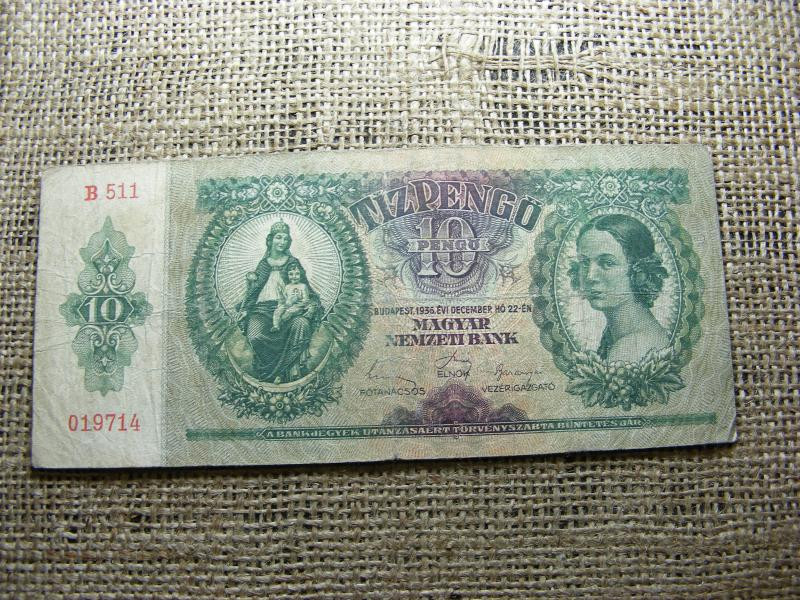 B 511
10
019714
TIZPENGŐ
10
PENGŐ
BUDAPEST, 1936. ÉVI DECEMBER HÓ 22-ÉN
MAGYAR
NEMZETI BANK
ELNÖK
FŐTANÁCSOS VEZÉRIGAZGATÓ
A BANKJEGYEK UTÁNZÁSAÉRT TÖRVÉNYSZABTA BÜNTETÉS JÁR